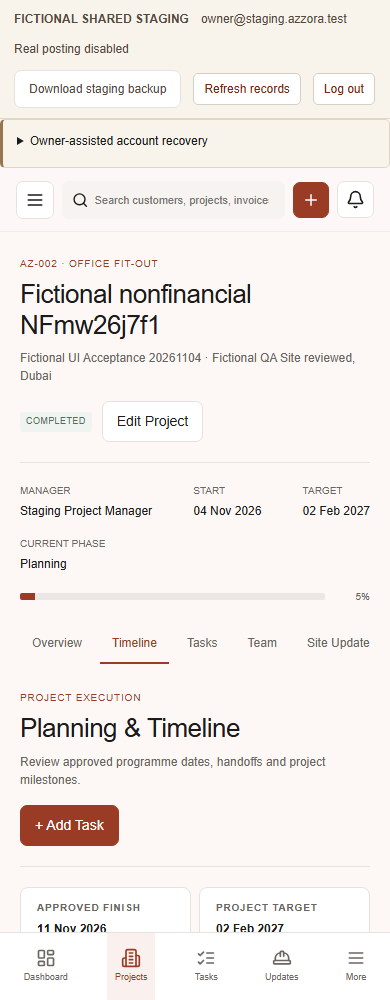 FICTIONAL SHARED STAGING owner@staging.azzora.test
Real posting disabled
Download staging backup Refresh records Log out
Owner-assisted account recovery
Search customers, projects, invoice
AZ-002 · OFFICE FIT-OUT
Fictional nonfinancial
NFmw26j7f1
Fictional UI Acceptance 20261104 · Fictional QA Site reviewed,
Dubai
COMPLETED Edit Project
MANAGER START TARGET
Staging Project Manager 04 Nov 2026 02 Feb 2027
CURRENT PHASE
Planning
5%
Overview Timeline Tasks Team Site Update
PROJECT EXECUTION
Planning & Timeline
Review approved programme dates, handoffs and project
milestones.
+ Add Task
APPROVED FINISH PROJECT TARGET
11 Nov 2026 02 Feb 2027
Dashboard Projects Tasks Updates More